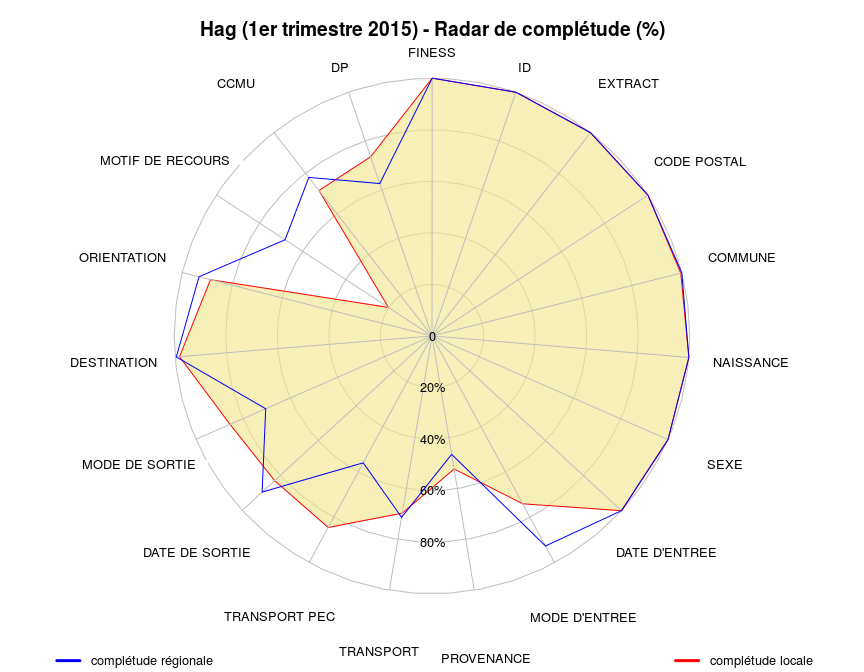 Hag (1er trimestre 2015) - Radar de complétude (%)
FINESS
DP
ID
CCMU
EXTRACT
MOTIF DE RECOURS
CODE POSTAL
ORIENTATION
COMMUNE
0
DESTINATION
NAISSANCE
20%
40%
MODE DE SORTIE
SEXE
60%
80%
DATE DE SORTIE
DATE D'ENTREE
TRANSPORT PEC
MODE D'ENTREE
TRANSPORT
PROVENANCE
complétude régionale
complétude locale